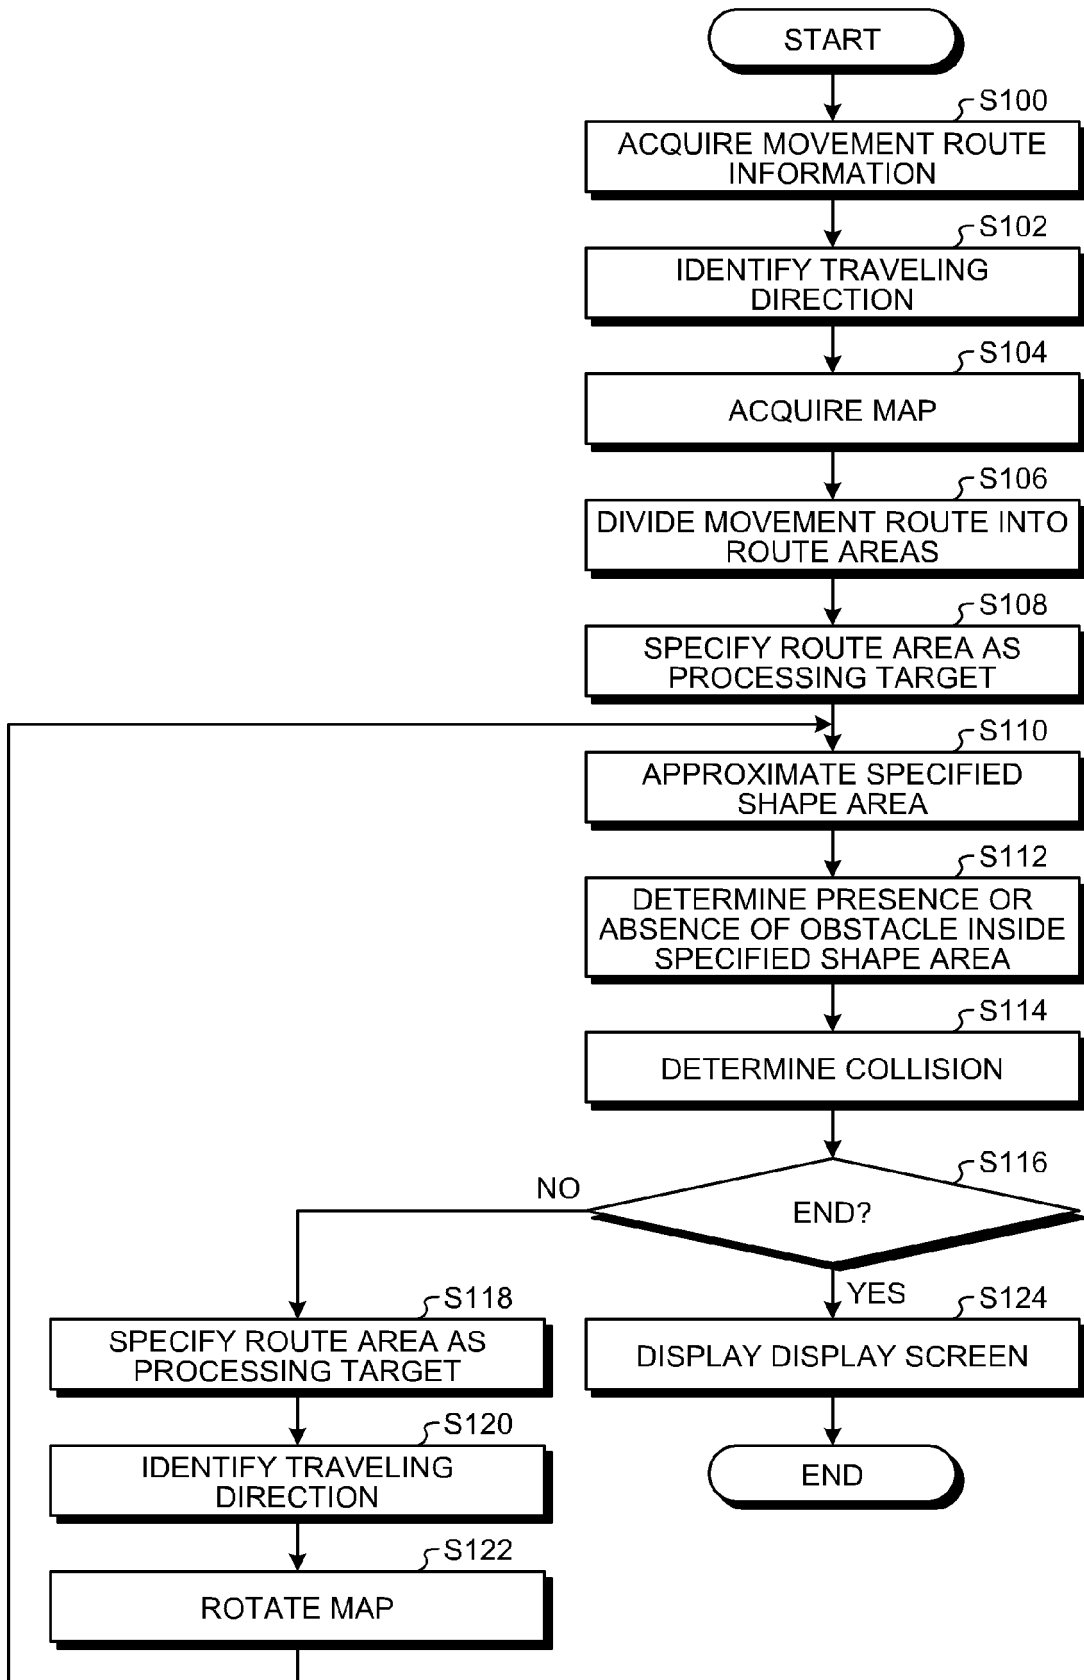 START
S100
ACQUIRE MOVEMENT ROUTE
INFORMATION
S102
IDENTIFY TRAVELING
DIRECTION
S104
ACQUIRE MAP
S106
DIVIDE MOVEMENT ROUTE INTO
ROUTE AREAS
S108
SPECIFY ROUTE AREA AS
PROCESSING TARGET
S110
APPROXIMATE SPECIFIED
SHAPE AREA
S112
DETERMINE PRESENCE OR
ABSENCE OF OBSTACLE INSIDE
SPECIFIED SHAPE AREA
S114
DETERMINE COLLISION
S116
END?
NO
YES
S118
SPECIFY ROUTE AREA AS
PROCESSING TARGET
S120
IDENTIFY TRAVELING
DIRECTION
S122
ROTATE MAP
S124
DISPLAY DISPLAY SCREEN
END